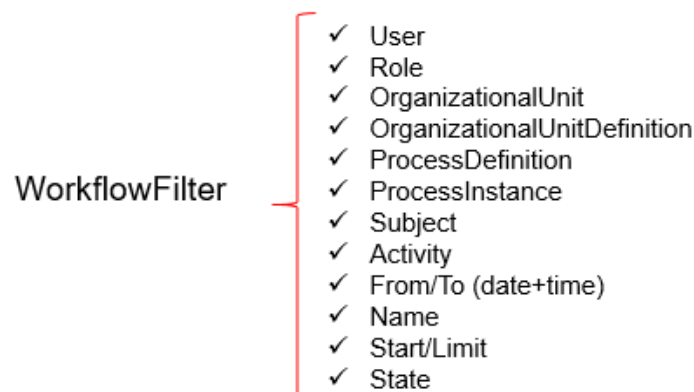 WorkflowFilter
✓ User
✓ Role
✓ OrganizationalUnit
✓ OrganizationalUnitDefinition
✓ ProcessDefinition
✓ ProcessInstance
✓ Subject
✓ Activity
✓ From/To (date+time)
✓ Name
✓ Start/Limit
✓ State